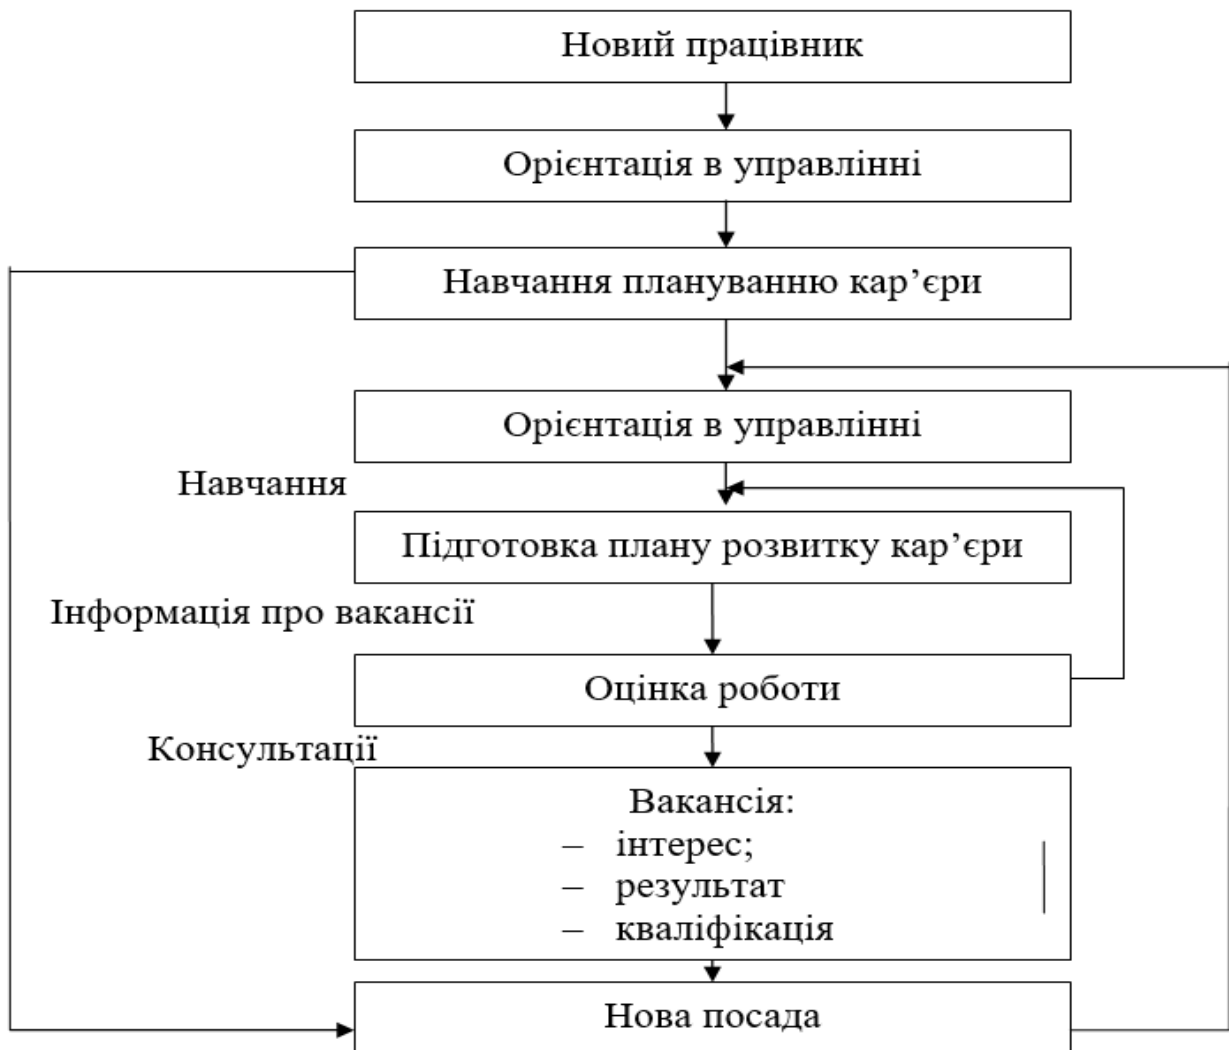 Новий працівник
Орієнтація в управлінні
Навчання плануванню кар’єри
Орієнтація в управлінні
Навчання
Підготовка плану розвитку кар’єри
Інформація про вакансії
Оцінка роботи
Консультації
Вакансія:
– інтерес;
– результат
– кваліфікація
Нова посада